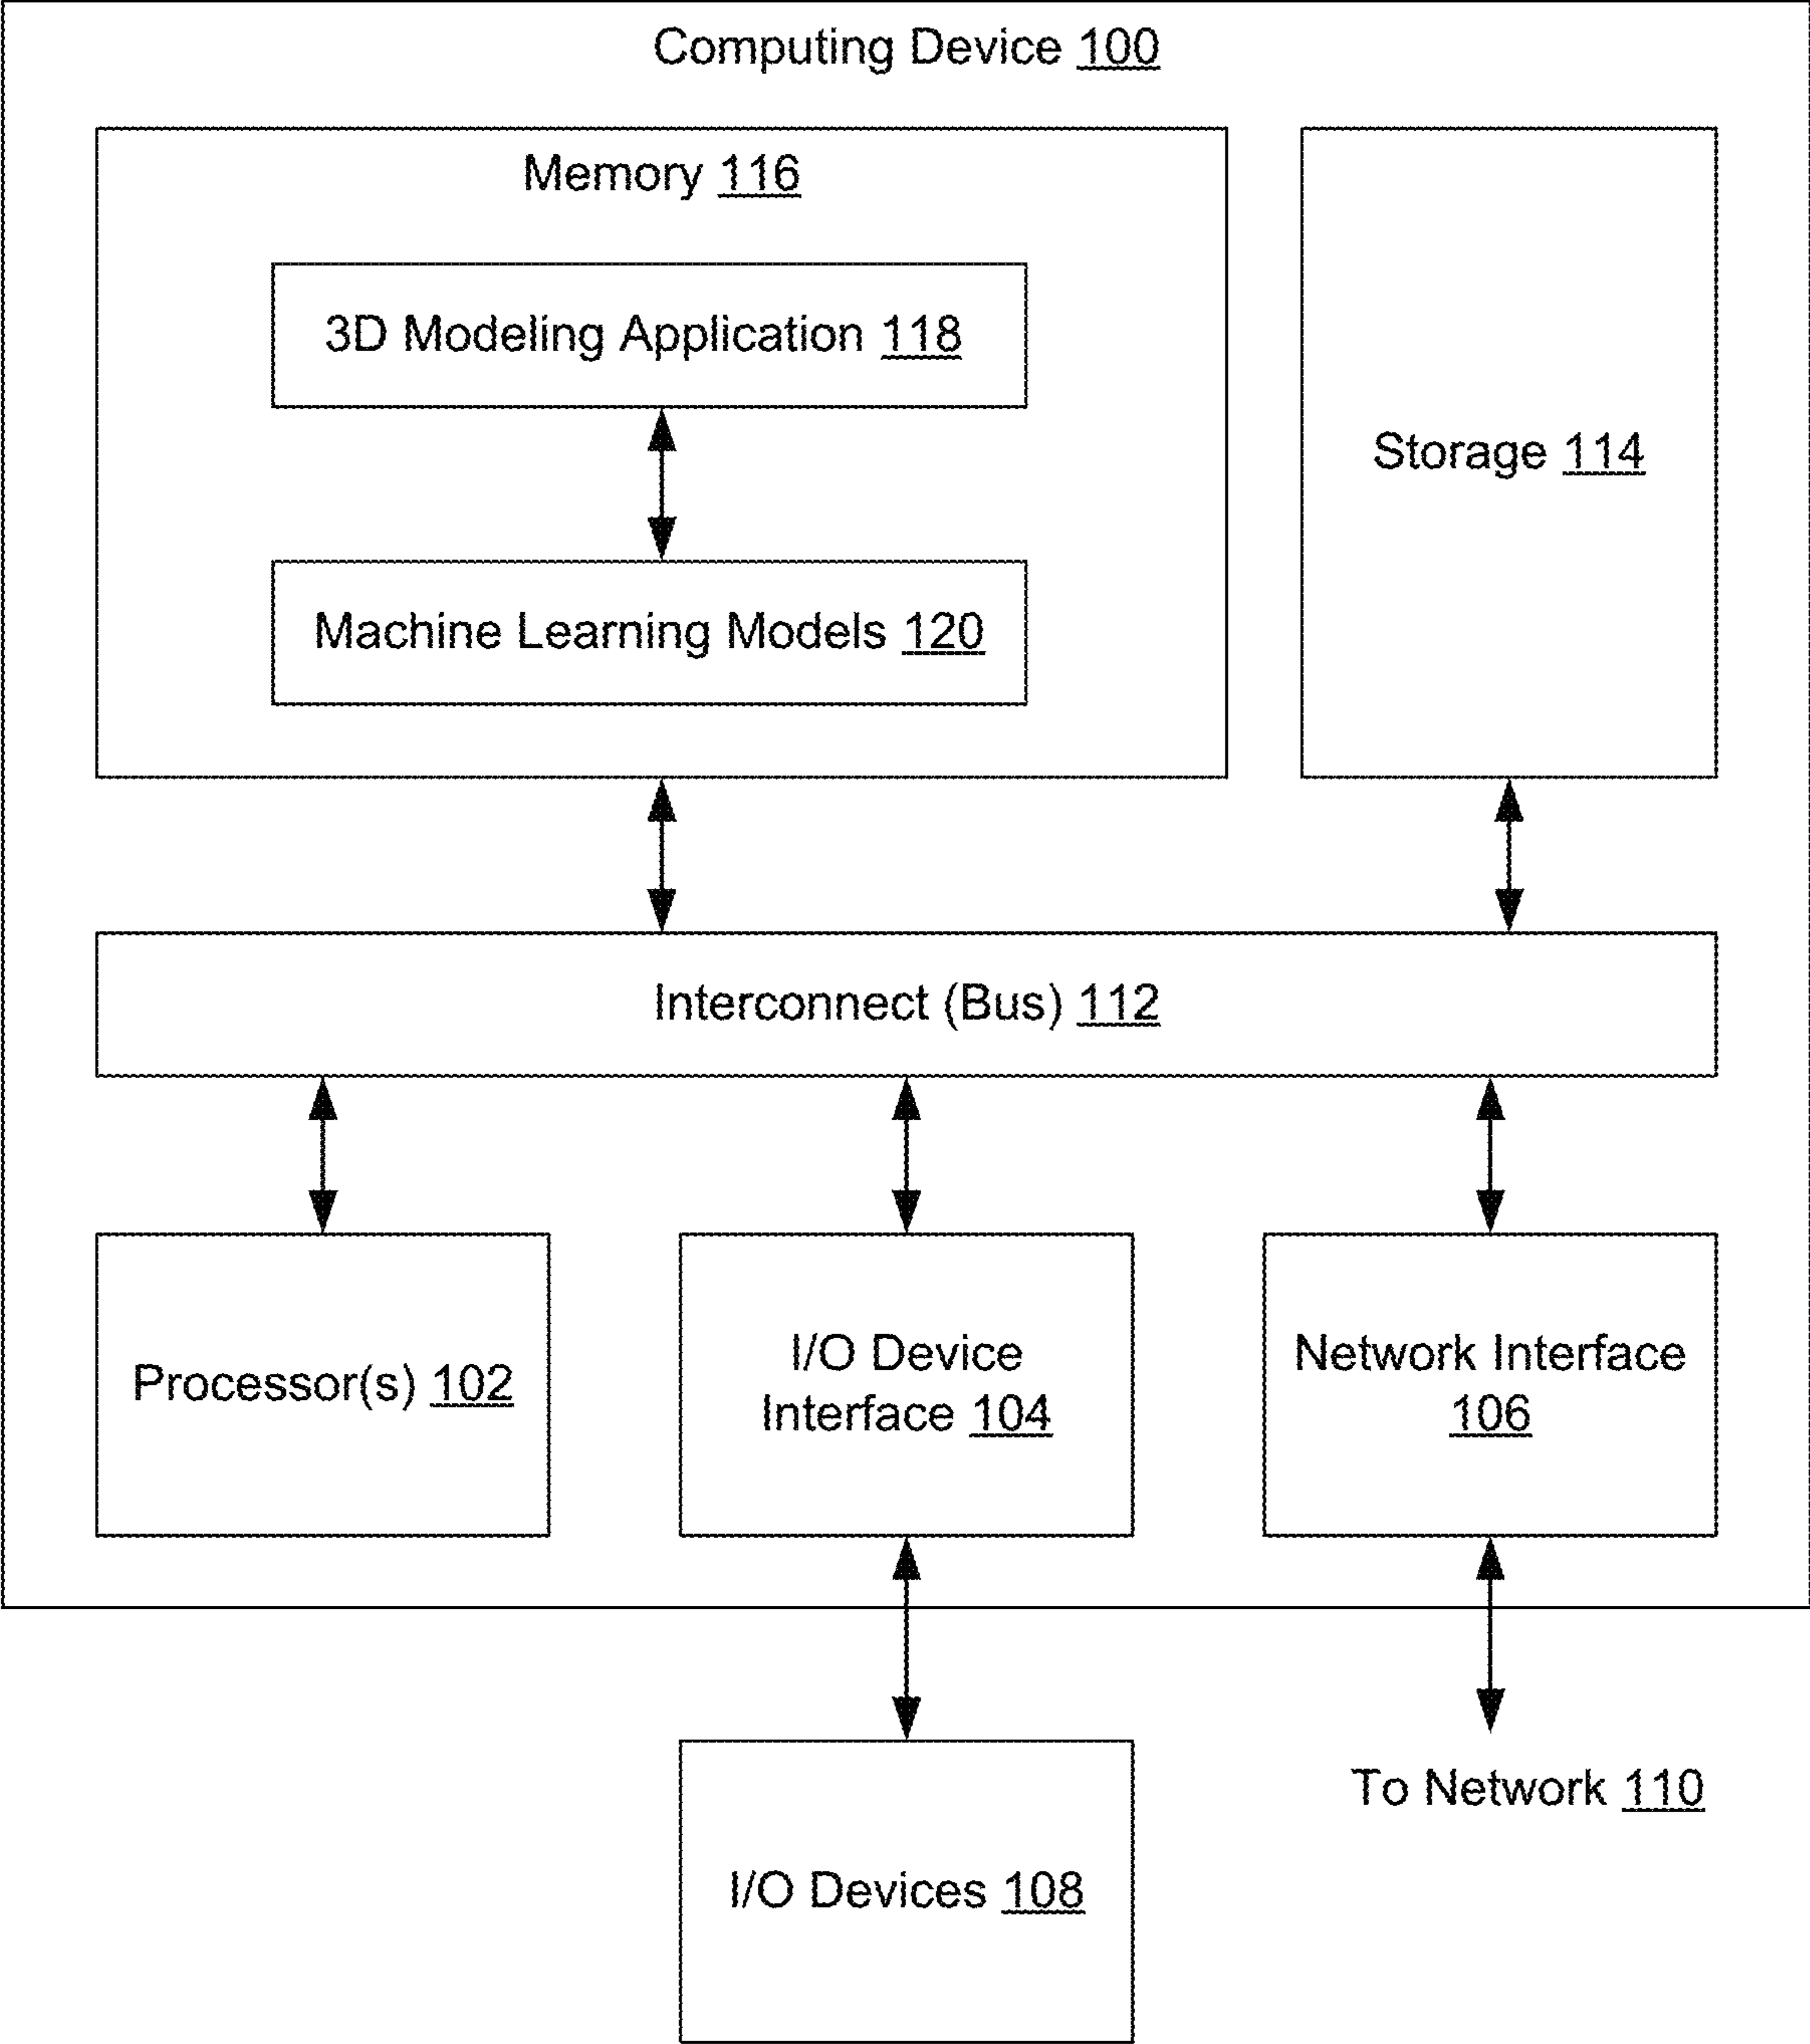 Computing Device 100
Memory 116
3D Modeling Application 118
Machine Learning Models 120
Storage 114
Interconnect (Bus) 112
Processor(s) 102
I/O Device
Interface 104
Network Interface
106
I/O Devices 108
To Network 110